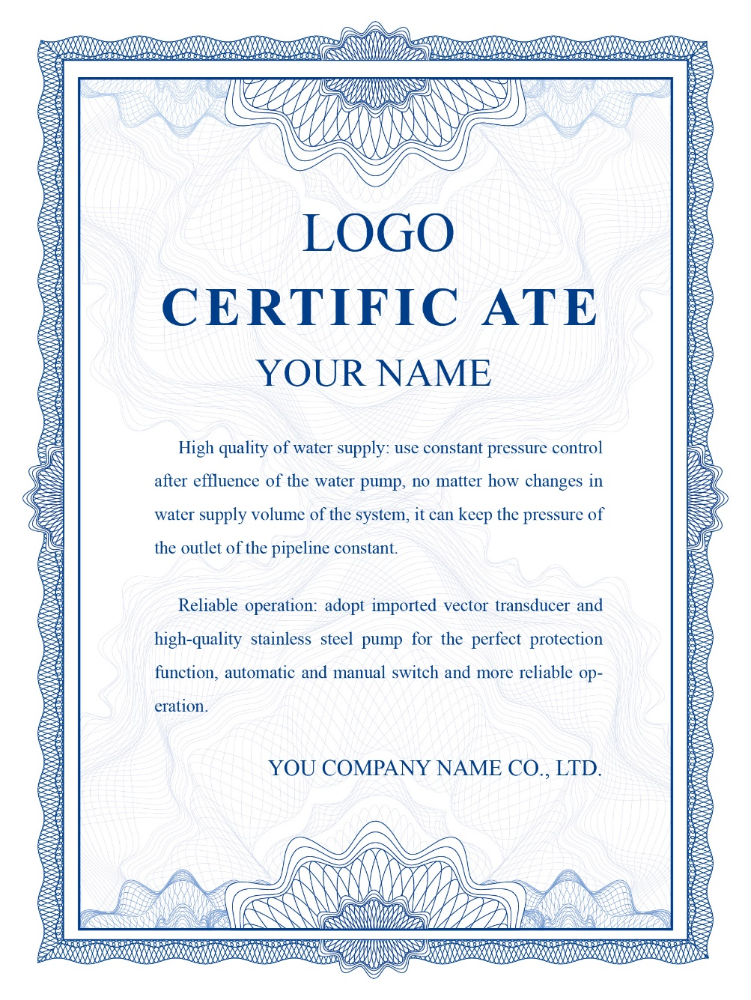 LOGO
CERTIFIC ATE
YOUR NAME
High quality of water supply: use constant pressure control
after effluence of the water pump, no matter how changes in
water supply volume of the system, it can keep the pressure of
the outlet of the pipeline constant.
Reliable operation: adopt imported vector transducer and
high-quality stainless steel pump for the perfect protection
function, automatic and manual switch and more reliable op-
eration.
YOU COMPANY NAME CO., LTD.